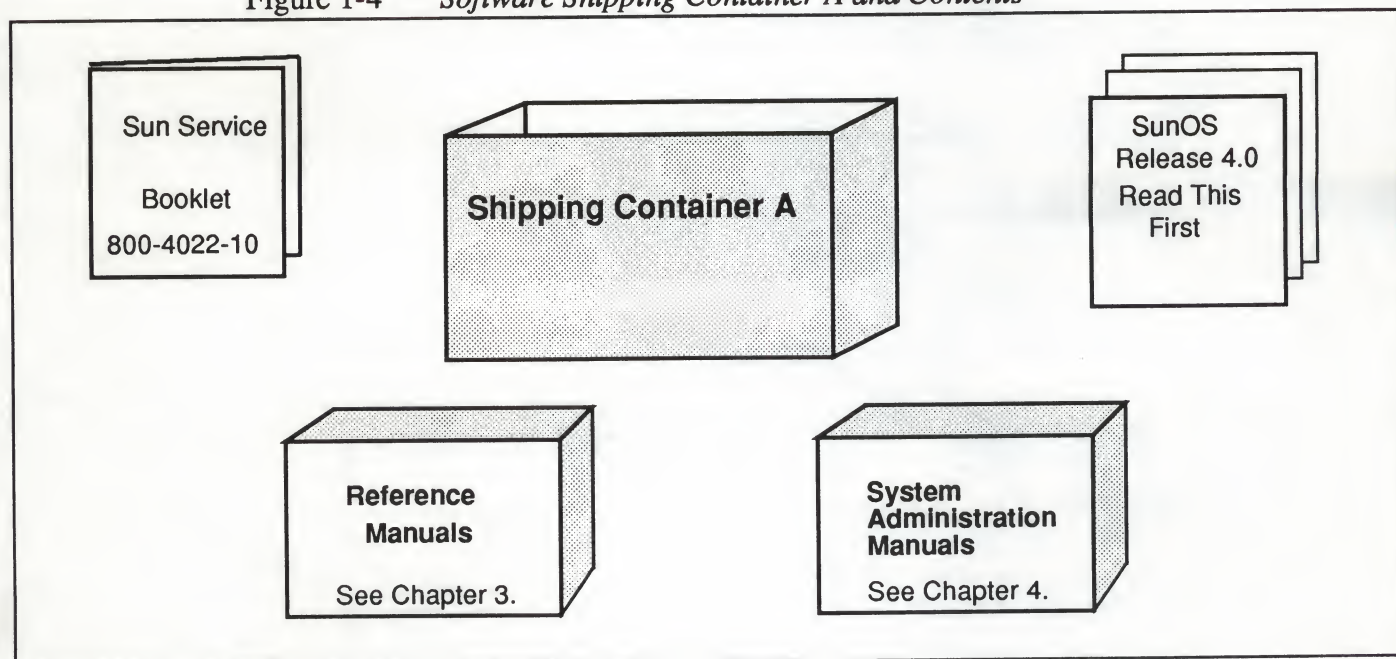 Figure 1-4 Software Shipping Container A and Contents
Sun Service
Booklet
800-4022-10
Shipping Container A
SunOS
Release 4.0
Read This
First
Reference
Manuals
See Chapter 3.
System
Administration
Manuals
See Chapter 4.